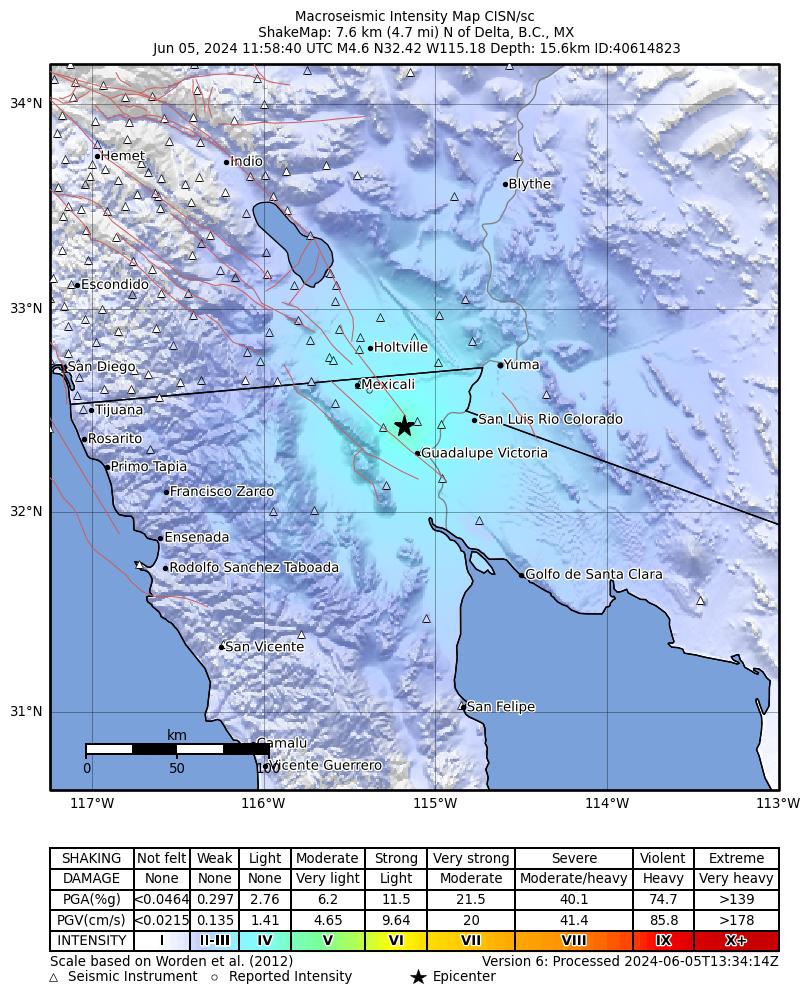 Macroseismic Intensity Map CISN/sc
ShakeMap: 7.6 km (4.7 mi) N of Delta, B.C., MX
Jun 05, 2024 11:58:40 UTC M4.6 N32.42 W115.18 Depth: 15.6km ID:40614823
34°N
Hemet
Indio
Blythe
Escondido
33°N
Holtville
San Diego
Yuma
Mexicali
Tijuana
San Luis Rio Colorado
Rosarito
Guadalupe Victoria
Primo Tapia
Francisco Zarco
32°N
Ensenada
Rodolfo Sanchez Taboada
Golfo de Santa Clara
San Vicente
31°N
San Felipe
km
Camalu
Vicente Guerrero
0 50 100
117°W 116°W 115°W 114°W 113°W
SHAKING Not felt Weak Light Moderate Strong Very strong Severe Violent Extreme
DAMAGE None None None Very light Light Moderate Moderate/heavy Heavy Very heavy
PGA(%g) <0.0464 0.297 2.76 6.2 11.5 21.5 40.1 74.7 >139
PGV(cm/s) <0.0215 0.135 1.41 4.65 9.64 20 41.4 85.8 >178
INTENSITY I II-III IV V VI VII VIII IX X+
Scale based on Worden et al. (2012) Version 6: Processed 2024-06-05T13:34:14Z
△ Seismic Instrument ○ Reported Intensity ★ Epicenter